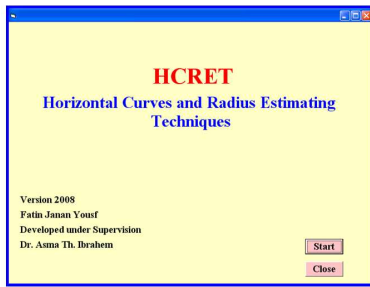 HCRET
Horizontal Curves and Radius Estimating
Techniques
Version 2008
Fatin Janan Yousf
Developed under Supervision
Dr. Asma Th. Ibrahem
Start
Close